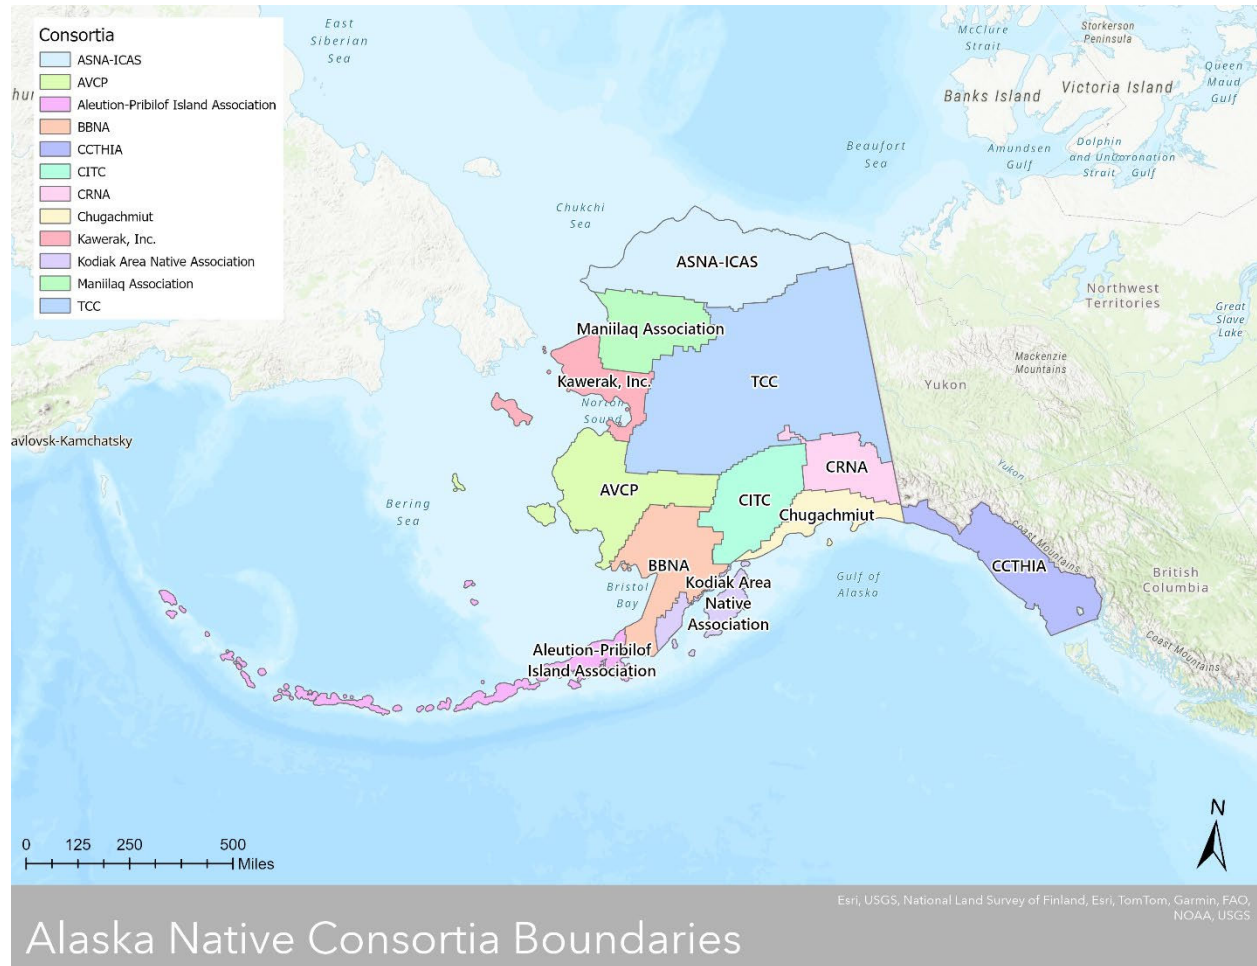 Consortia
ASNA-ICAS
AVCP
Aleution-Pribilof Island Association
BBNA
CCTHIA
CITC
CRNA
Chugachmiut
Kawerak, Inc.
Kodiak Area Native Association
Maniilaq Association
TCC
East
Siberian
Sea
McClure
Strait
Storkerson
Peninsula
Queen
Maud
Gulf
Banks Island
Victoria Island
Beaufort
Sea
Amundsen
Gulf
Dolphin
and Union
Strait
Coronation
Gulf
Chukchi
Sea
ASNA-ICAS
Northwest
Territories
Great
Slave
Lake
Maniilaq Association
Mackenzie
Mountains
Kawerak, Inc.
TCC
Yukon
Norton
Sound
avlovsk-Kamchatsky
CRNA
Yukon
AVCP
CITC
Bering
Sea
Chugachmiut
Coast Mountains
BBNA
CCTHIA
Kodiak Area
Native
Association
Bristol
Bay
Gulf of
Alaska
British
Columbia
Aleution-Pribilof
Island Association
Coast Mountains
N
0 125 250 500
Miles
Esri, USGS, National Land Survey of Finland, Esri, TomTom, Garmin, FAO,
NOAA, USGS
Alaska Native Consortia Boundaries